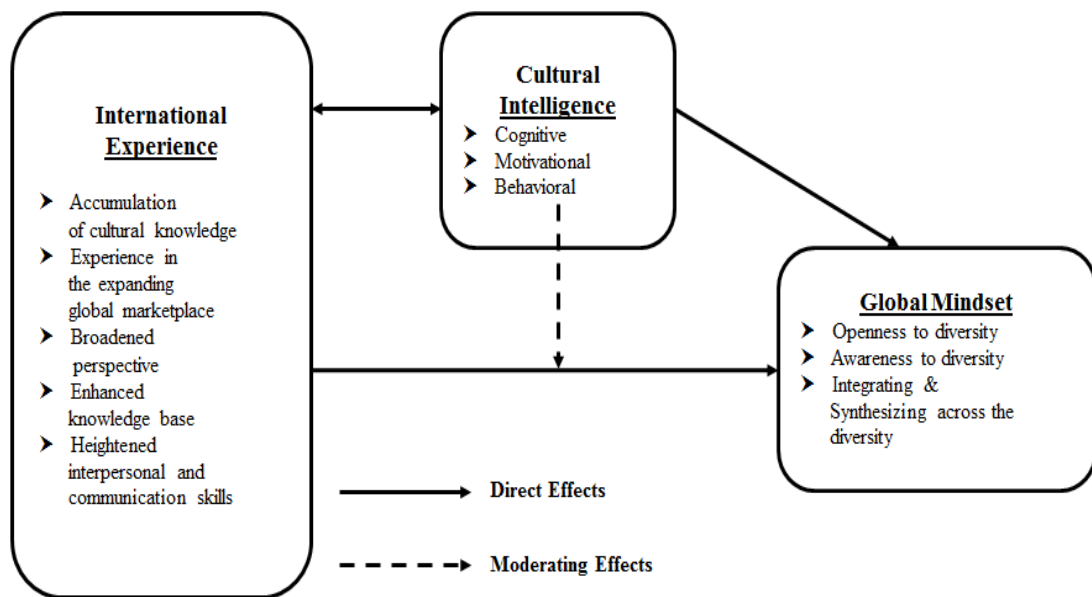 International
Experience
➤ Accumulation
of cultural knowledge
➤ Experience in
the expanding
global marketplace
➤ Broadened
perspective
➤ Enhanced
knowledge base
➤ Heightened
interpersonal and
communication skills
Cultural
Intelligence
➤ Cognitive
➤ Motivational
➤ Behavioral
Global Mindset
➤ Openness to diversity
➤ Awareness to diversity
➤ Integrating &
Synthesizing across the
diversity
Direct Effects
Moderating Effects